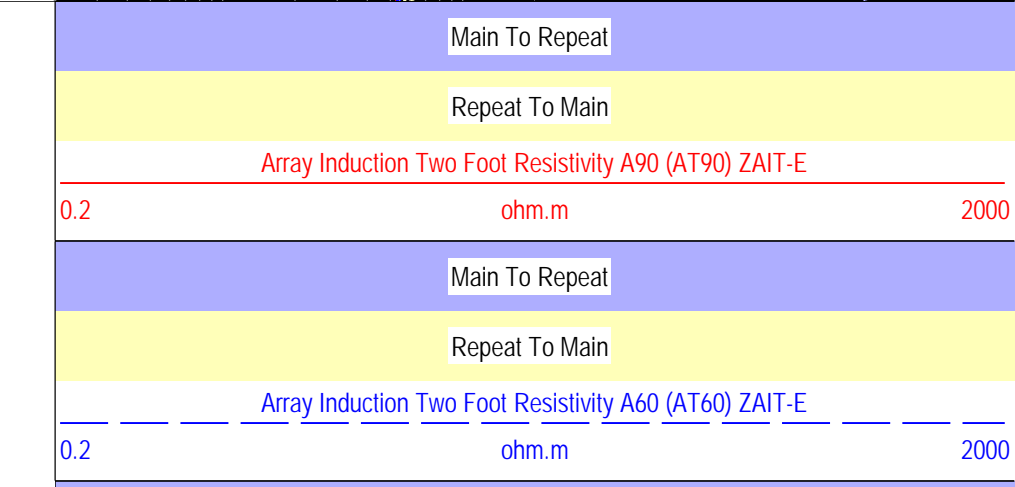 Main To Repeat
Repeat To Main
Array Induction Two Foot Resistivity A90 (AT90) ZAIT-E
0.2 ohm.m 2000
Main To Repeat
Repeat To Main
Array Induction Two Foot Resistivity A60 (AT60) ZAIT-E
0.2 ohm.m 2000